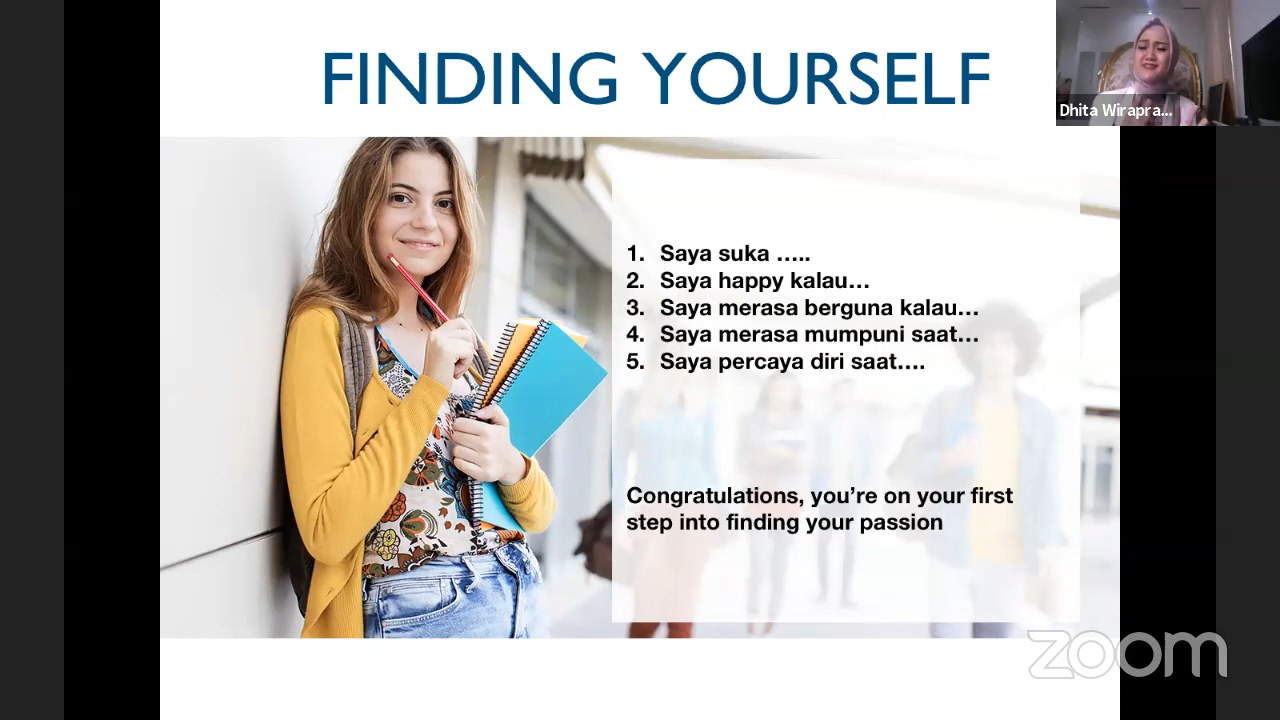 FINDING YOURSELF
Dhita Wirapra...
1. Saya suka .....
2. Saya happy kalau...
3. Saya merasa berguna kalau...
4. Saya merasa mumpuni saat...
5. Saya percaya diri saat....
Congratulations, you’re on your first
step into finding your passion
zoom